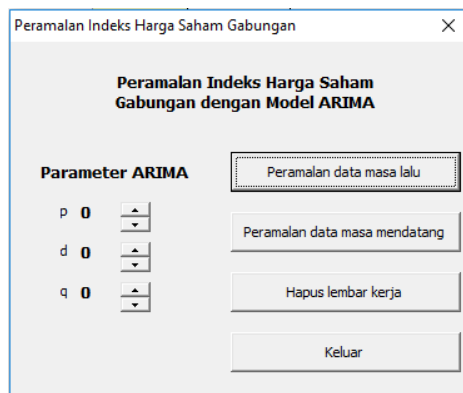 Peramalan Indeks Harga Saham Gabungan
Peramalan Indeks Harga Saham
Gabungan dengan Model ARIMA
Parameter ARIMA
p 0
d 0
q 0
Peramalan data masa lalu
Peramalan data masa mendatang
Hapus lembar kerja
Keluar